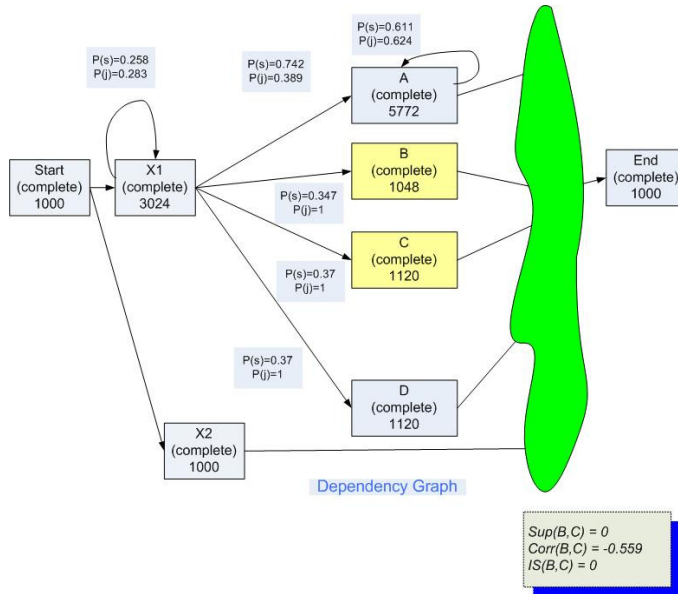 P(s)=0.611
P(j)=0.624
P(s)=0.258
P(j)=0.283
P(s)=0.742
P(j)=0.389
A
(complete)
5772
Start
(complete)
1000
X1
(complete)
3024
B
(complete)
1048
End
(complete)
1000
P(s)=0.347
P(j)=1
C
(complete)
1120
P(s)=0.37
P(j)=1
P(s)=0.37
P(j)=1
D
(complete)
1120
X2
(complete)
1000
Dependency Graph
Sup(B,C) = 0
Corr(B,C) = -0.559
IS(B,C) = 0